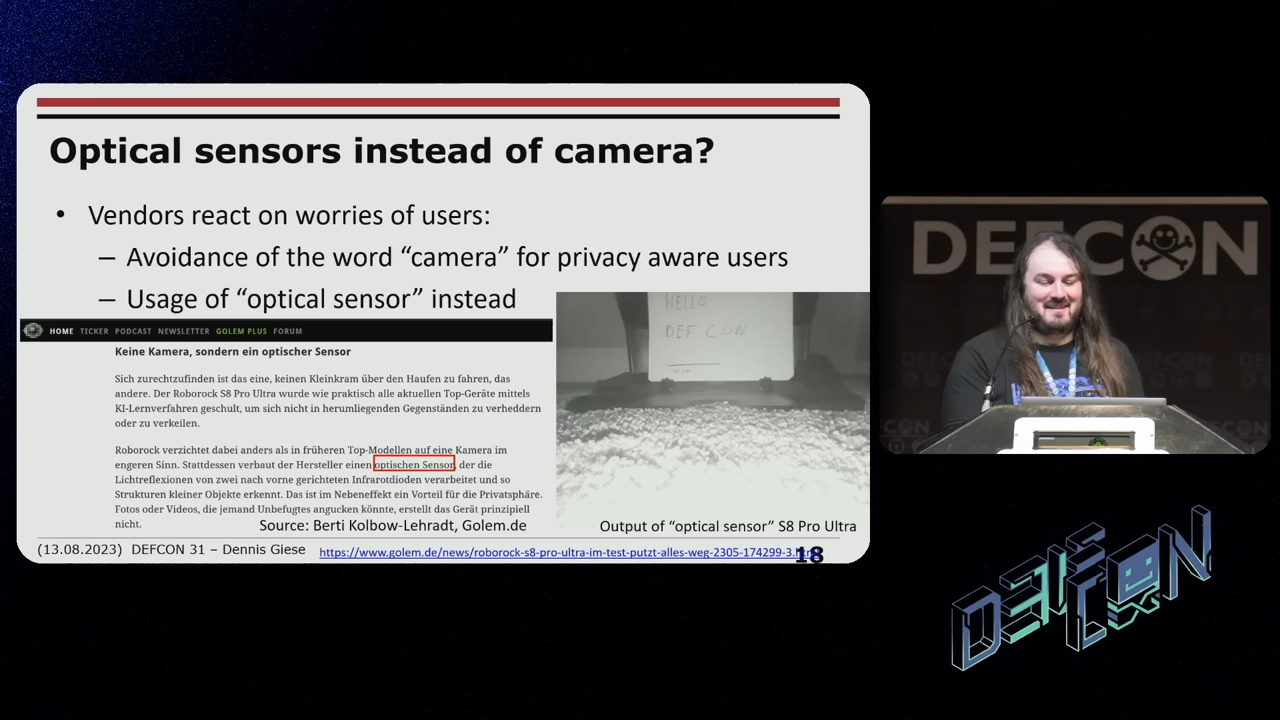 Optical sensors instead of camera?
• Vendors react on worries of users:
– Avoidance of the word “camera” for privacy aware users
– Usage of “optical sensor” instead
HOME TICKER PODCAST NEWSLETTER GOLEM PLUS FORUM
Keine Kamera, sondern ein optischer Sensor
Sich zurechtzufinden ist das eine, keinen Kleinkram über den Haufen zu fahren, das
andere. Der Roborock S8 Pro Ultra wurde wie praktisch alle aktuellen Top-Geräte mittels
KI-Lernverfahren geschult, um sich nicht in herumliegenden Gegenständen zu verheddern
oder zu verkeilen.
Roborock verzichtet dabei anders als in früheren Top-Modellen auf eine Kamera im
engeren Sinn. Stattdessen verbaut der Hersteller einen optischen Sensor, der die
Lichtreflexionen von zwei nach vorne gerichteten Infrarotdioden verarbeitet und so
Strukturen kleiner Objekte erkennt. Das ist im Nebeneffekt ein Vorteil für die Privatsphäre.
Fotos oder Videos, die jemand Unbefugtes angucken könnte, erstellt das Gerät prinzipiell
nicht.
Source: Berti Kolbow-Lehradt, Golem.de
HELLO
DEF CON
Output of “optical sensor” S8 Pro Ultra
(13.08.2023) DEFCON 31 – Dennis Giese
https://www.golem.de/news/roborock-s8-pro-ultra-im-test-putzt-alles-weg-2305-174299-3.html
18
DEFCON
DEFCON